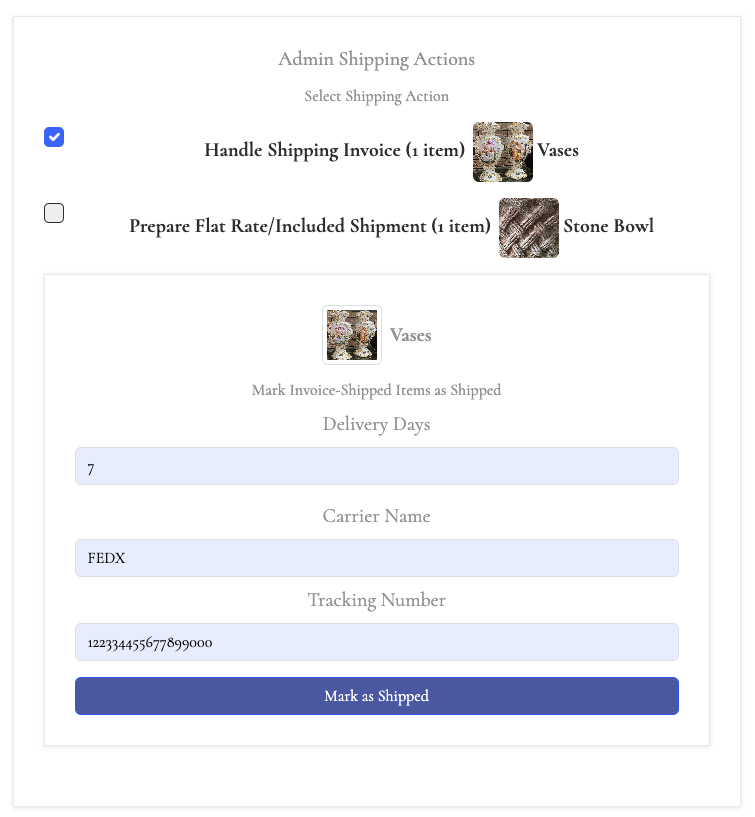 Admin Shipping Actions
Select Shipping Action
Handle Shipping Invoice (1 item) Vases
Prepare Flat Rate/Included Shipment (1 item) Stone Bowl
Vases
Mark Invoice-Shipped Items as Shipped
Delivery Days
7
Carrier Name
FEDX
Tracking Number
122334455677899000
Mark as Shipped